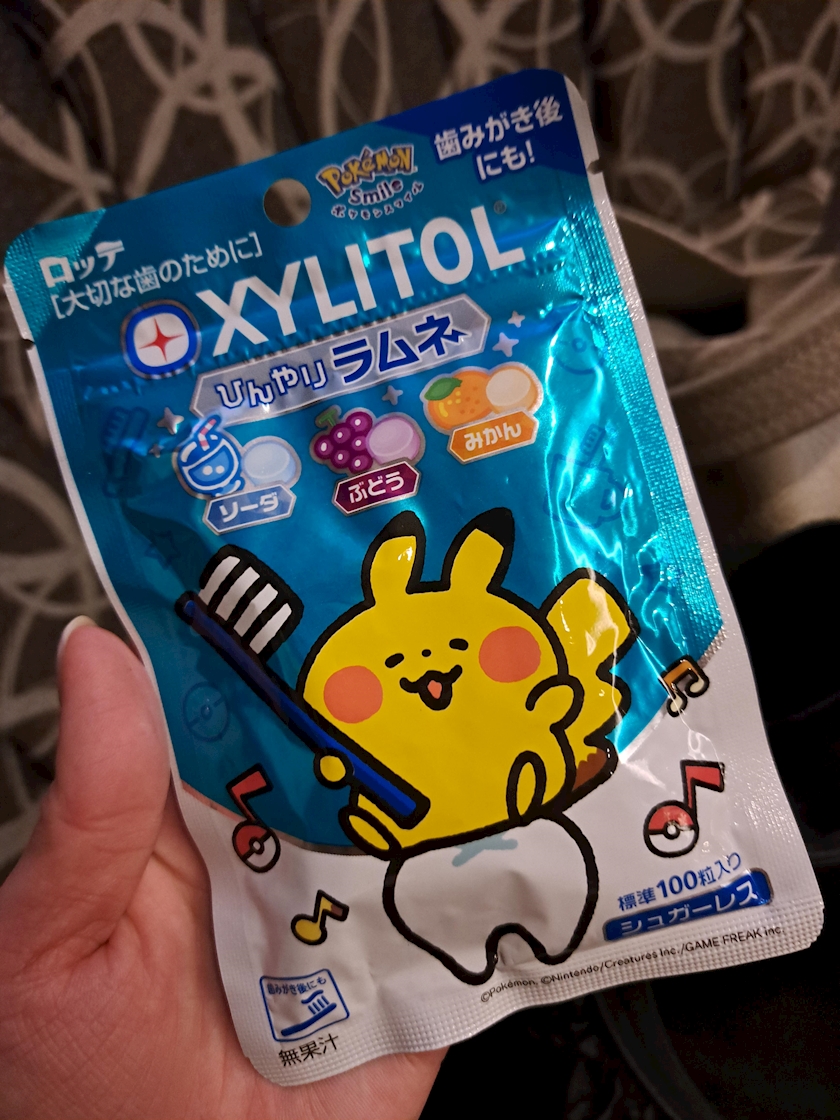 歯みがき後
にも!
POKÉMON
Smile
ポケモンスマイル
ロッテ
[大切な歯のために]
XYLITOL®
ひんやりラムネ
ソーダ
ぶどう
みかん
標準100粒入り
シュガーレス
©Pokémon. ©Nintendo/Creatures Inc./GAME FREAK inc.
歯みがき後にも
無果汁